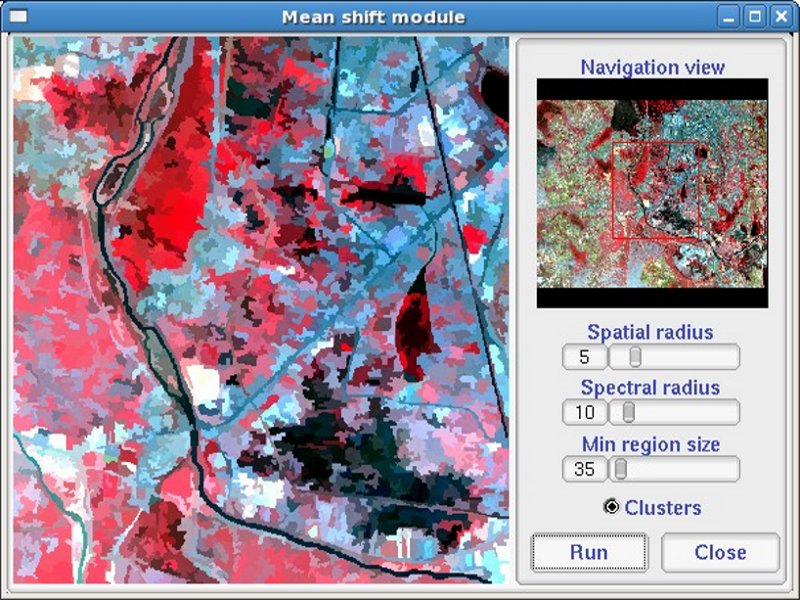 Mean shift module
Navigation view
Spatial radius
5
Spectral radius
10
Min region size
35
Clusters
Run
Close